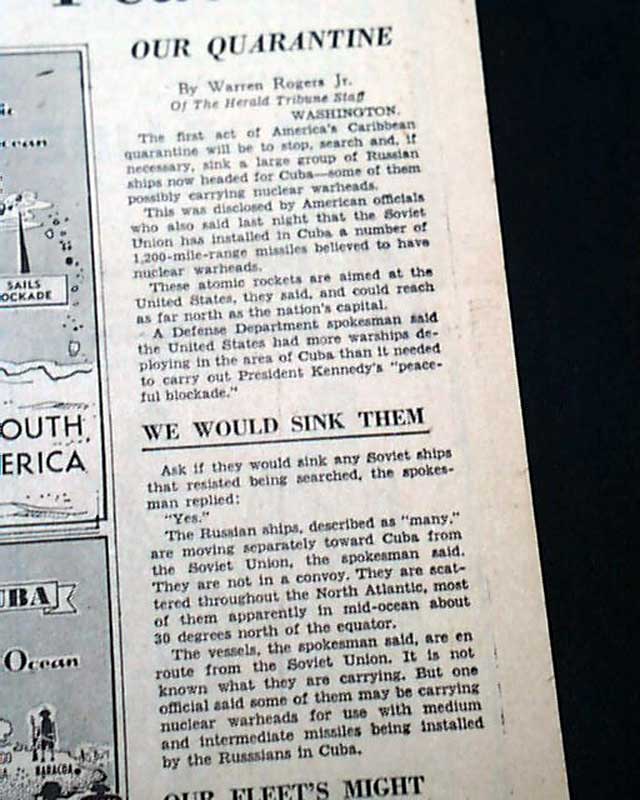 OUR QUARANTINE
By Warren Rogers Jr.
Of The Herald Tribune Staff
WASHINGTON.
The first act of America's Caribbean
quarantine will be to stop, search and, if
necessary, sink a large group of Russian
ships now headed for Cuba—some of them
possibly carrying nuclear warheads.
This was disclosed by American officials
who also said last night that the Soviet
Union has installed in Cuba a number of
1,200-mile-range missiles believed to have
nuclear warheads.
These atomic rockets are aimed at the
United States, they said, and could reach
as far north as the nation's capital.
A Defense Department spokesman said
the United States had more warships de-
ploying in the area of Cuba than it needed
to carry out President Kennedy's "peace-
ful blockade."
WE WOULD SINK THEM
Ask if they would sink any Soviet ships
that resisted being searched, the spokes-
man replied:
"Yes."
The Russian ships, described as "many,"
are moving separately toward Cuba from
the Soviet Union, the spokesman said.
They are not in a convoy. They are scat-
tered throughout the North Atlantic, most
of them apparently in mid-ocean about
30 degrees north of the equator.
The vessels, the spokesman said, are en
route from the Soviet Union. It is not
known what they are carrying. But one
official said some of them may be carrying
nuclear warheads for use with medium
and intermediate missiles being installed
by the Russsians in Cuba.
OUR FLEET'S MIGHT
SAILS
OCKADE
OUTH
ERICA
UBA
Ocean
BARACOA